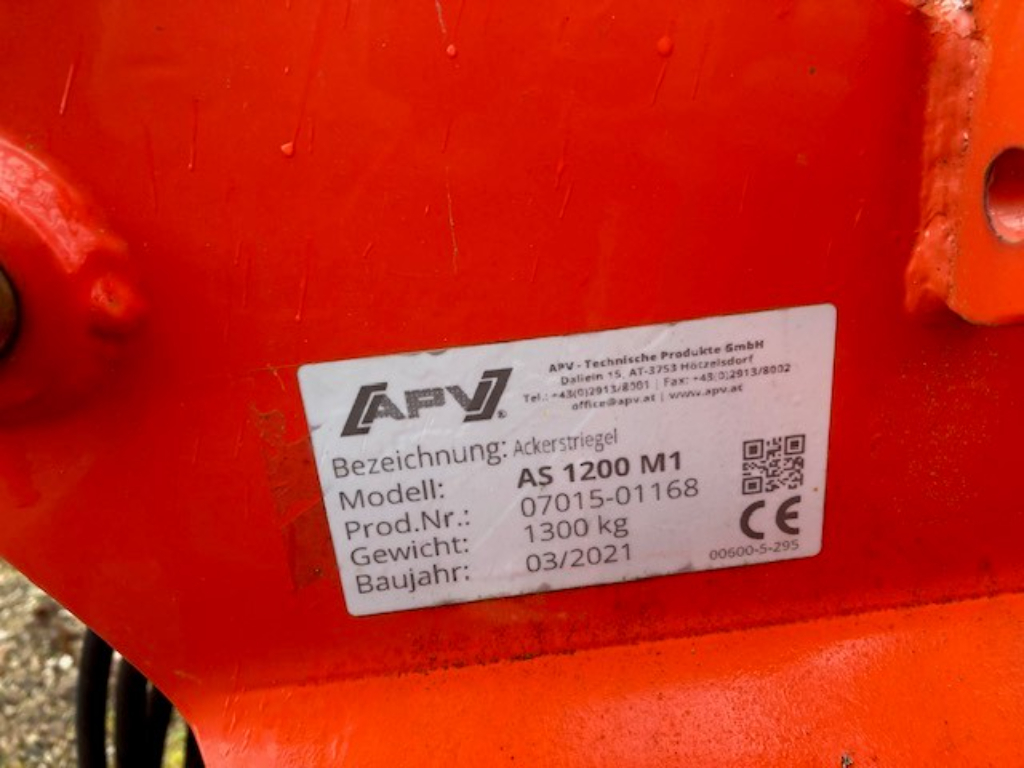 APV®
APV - Technische Produkte GmbH
Dallein 15, AT-3753 Hötzelsdorf
Tel.: +43(0)2913/8001 | Fax: +43(0)2913/8002
office@apv.at | www.apv.at
Bezeichnung: Ackerstriegel
Modell: AS 1200 M1
Prod.Nr.: 07015-01168
Gewicht: 1300 kg
Baujahr: 03/2021
CE
00600-5-295